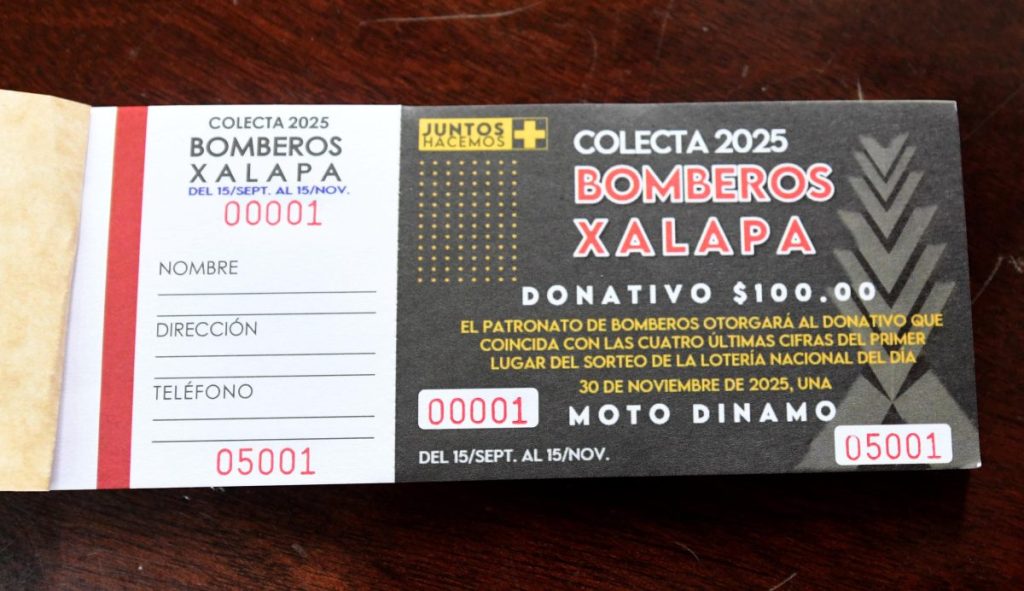 COLECTA 2025
BOMBEROS
XALAPA
DEL 15/SEPT. AL 15/NOV.
00001
NOMBRE
DIRECCIÓN
TELÉFONO
05001
JUNTOS
HACEMOS
COLECTA 2025
BOMBEROS
XALAPA
DONATIVO $100.00
EL PATRONATO DE BOMBEROS OTORGARÁ AL DONATIVO QUE
COINCIDA CON LAS CUATRO ÚLTIMAS CIFRAS DEL PRIMER
LUGAR DEL SORTEO DE LA LOTERÍA NACIONAL DEL DÍA
30 DE NOVIEMBRE DE 2025, UNA
00001
MOTO DINAMO
05001
DEL 15/SEPT. AL 15/NOV.